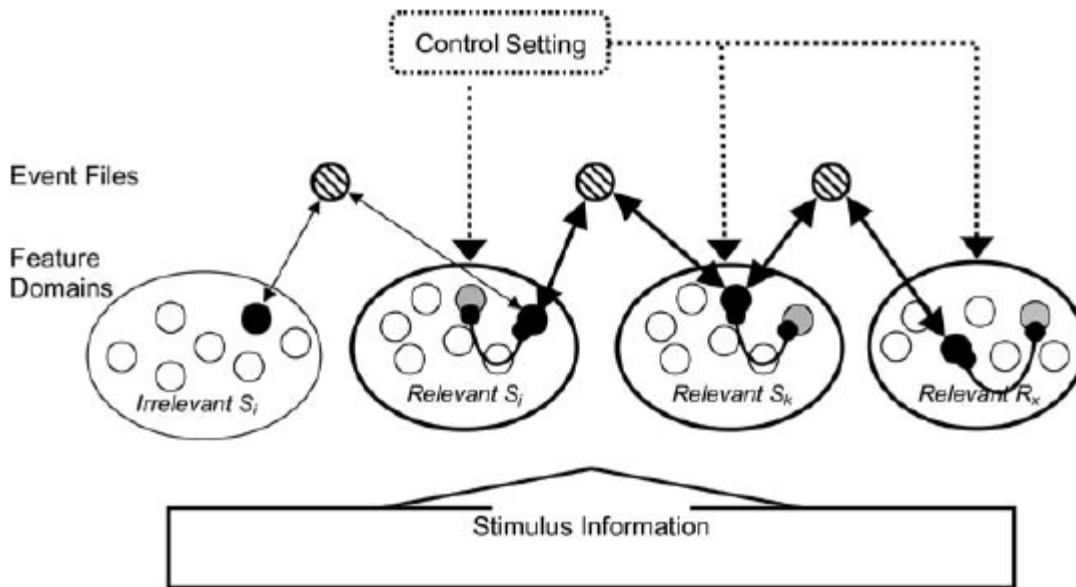 Control Setting
Event Files
Feature
Domains
Irrelevant Sᵢ
Relevant Sⱼ
Relevant Sₖ
Relevant Rₓ
Stimulus Information